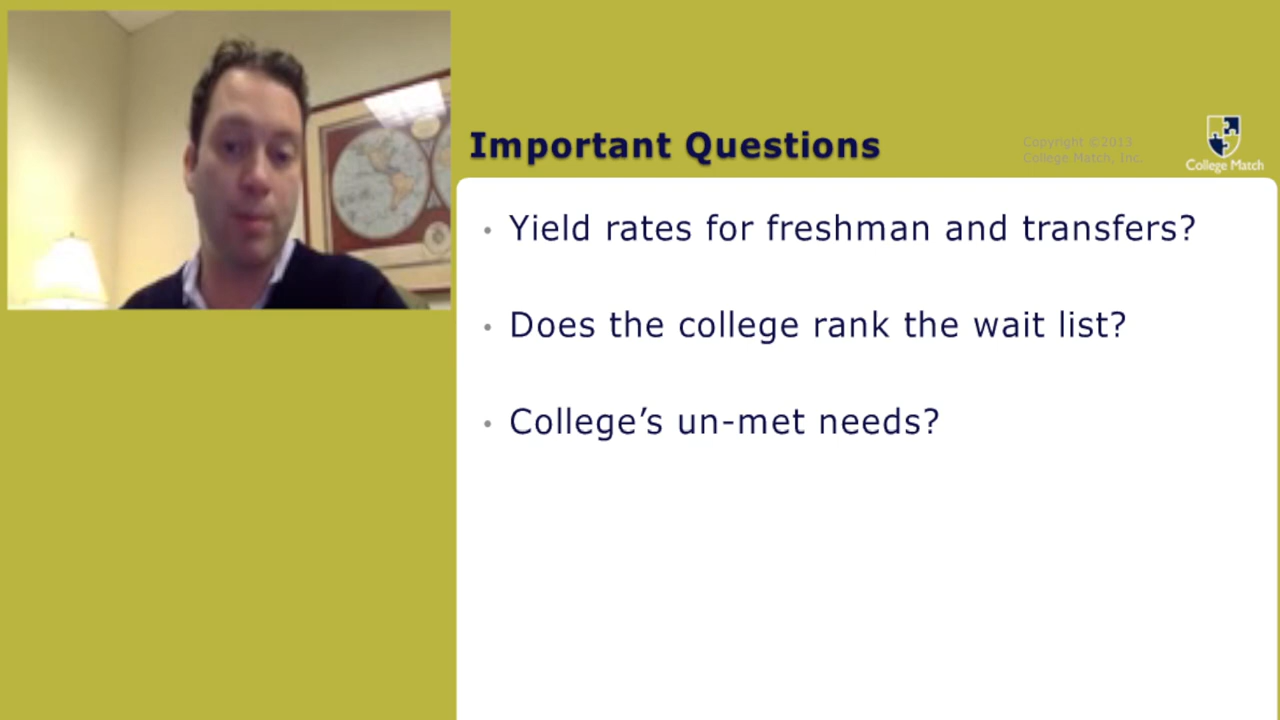 Important Questions
Copyright ©2013
College Match, Inc.
College Match
• Yield rates for freshman and transfers?
• Does the college rank the wait list?
• College’s un-met needs?